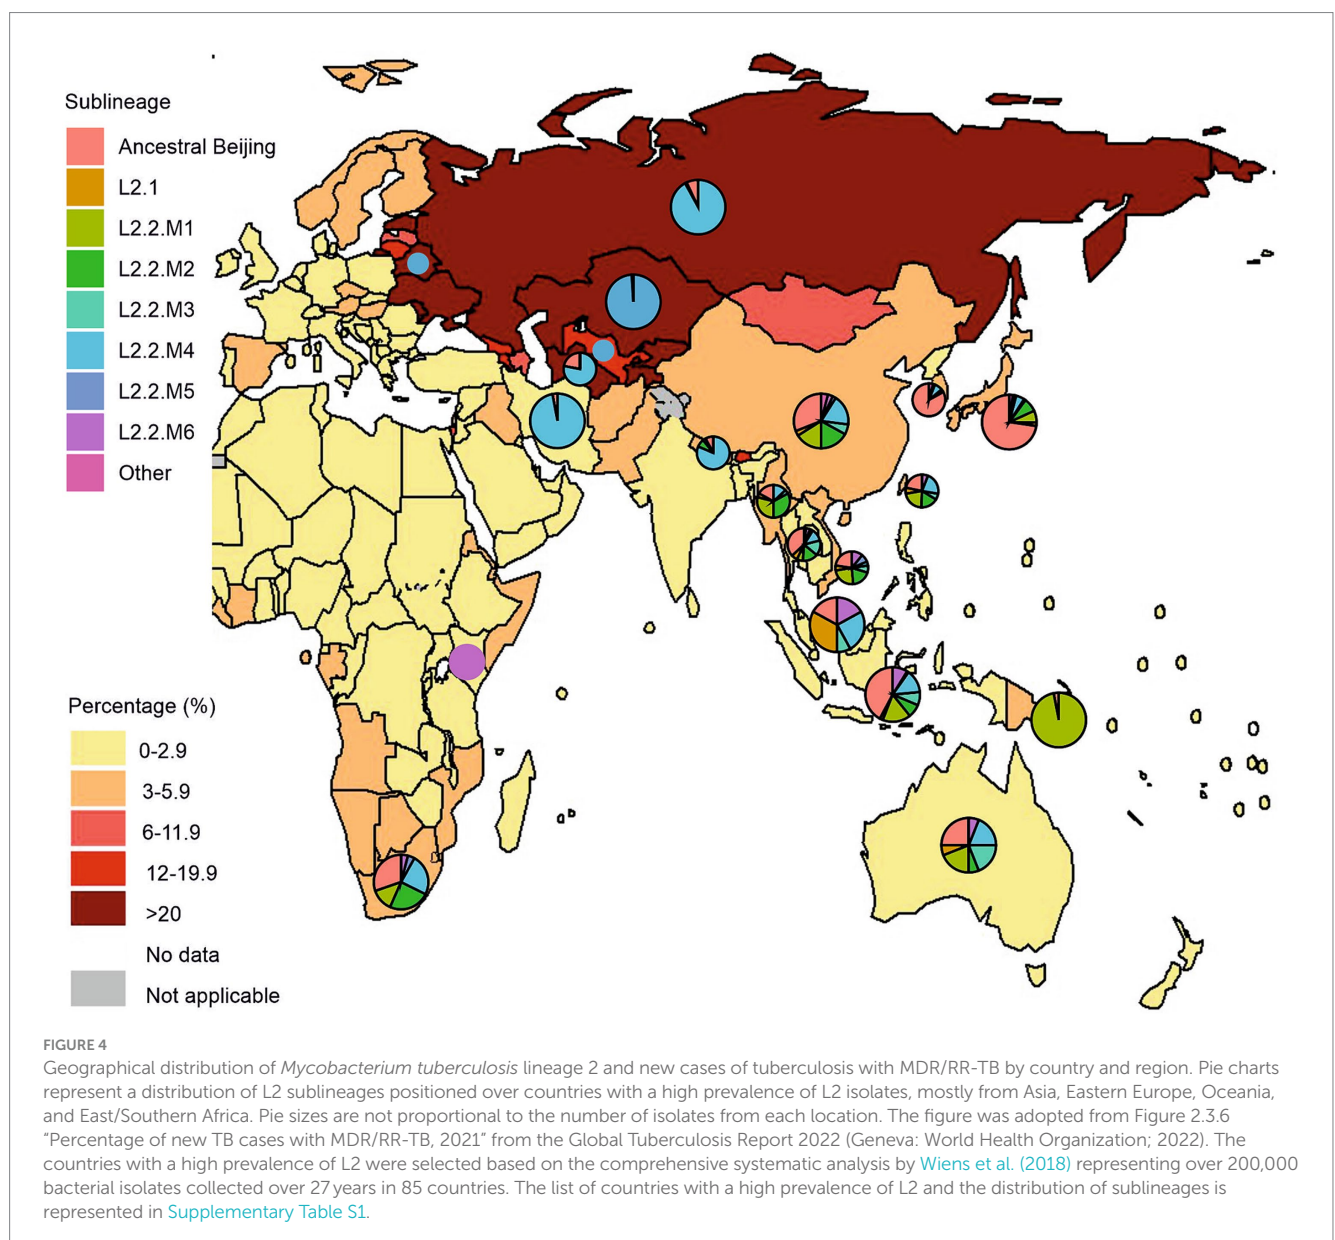 Sublineage
Ancestral Beijing
L2.1
L2.2.M1
L2.2.M2
L2.2.M3
L2.2.M4
L2.2.M5
L2.2.M6
Other
Percentage (%)
0-2.9
3-5.9
6-11.9
12-19.9
>20
No data
Not applicable
FIGURE 4
Geographical distribution of Mycobacterium tuberculosis lineage 2 and new cases of tuberculosis with MDR/RR-TB by country and region. Pie charts
represent a distribution of L2 sublineages positioned over countries with a high prevalence of L2 isolates, mostly from Asia, Eastern Europe, Oceania,
and East/Southern Africa. Pie sizes are not proportional to the number of isolates from each location. The figure was adopted from Figure 2.3.6
“Percentage of new TB cases with MDR/RR-TB, 2021” from the Global Tuberculosis Report 2022 (Geneva: World Health Organization; 2022). The
countries with a high prevalence of L2 were selected based on the comprehensive systematic analysis by Wiens et al. (2018) representing over 200,000
bacterial isolates collected over 27 years in 85 countries. The list of countries with a high prevalence of L2 and the distribution of sublineages is
represented in Supplementary Table S1.